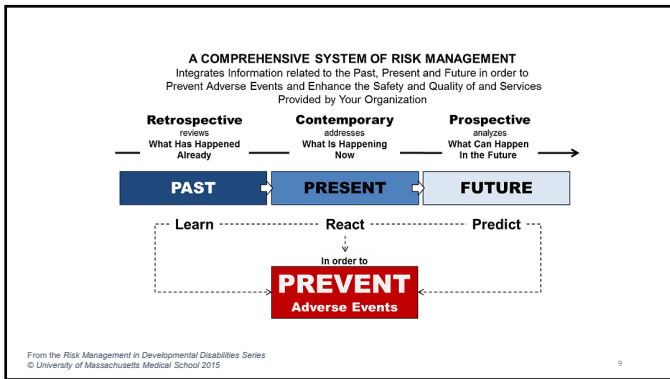 A COMPREHENSIVE SYSTEM OF RISK MANAGEMENT
Integrates Information related to the Past, Present and Future in order to
Prevent Adverse Events and Enhance the Safety and Quality of and Services
Provided by Your Organization
Retrospective
reviews
What Has Happened
Already
Contemporary
addresses
What Is Happening
Now
Prospective
analyzes
What Can Happen
in the Future
PAST
PRESENT
FUTURE
Learn
React
Predict
In order to
PREVENT
Adverse Events
From the Risk Management in Developmental Disabilities Series
© University of Massachusetts Medical School 2015
9